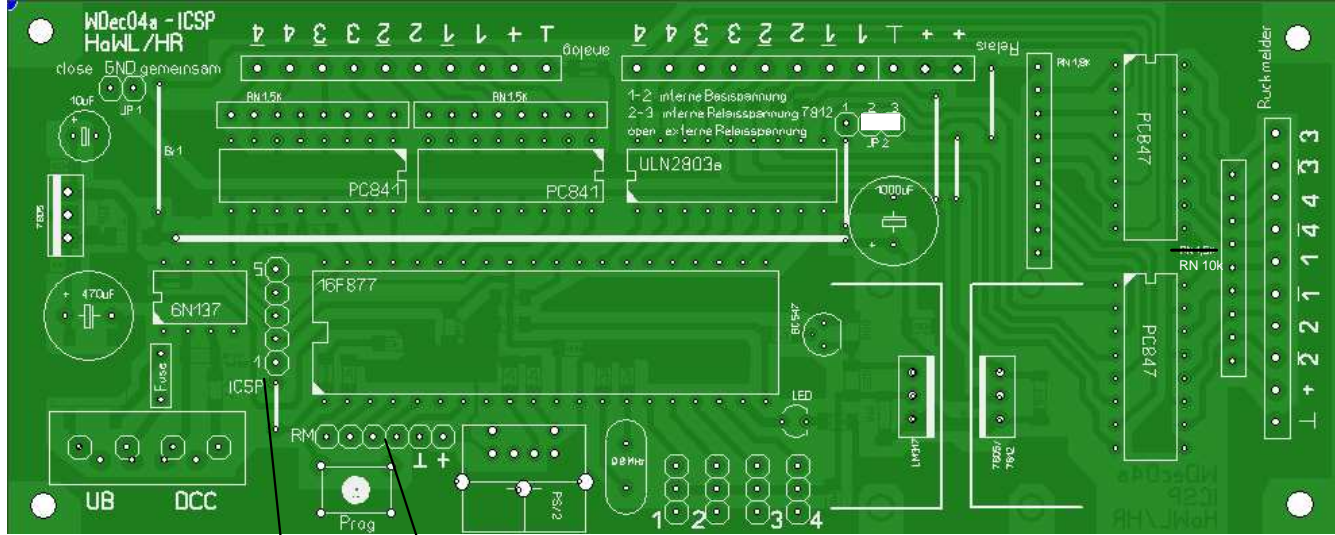 WDec04a - ICSP
HaWL/HR
4 4 3 3 2 2 1 1 + ⊥
analog
4 4 3 3 2 2 1 1 ⊥ + +
Relais
close GND gemeinsam
JP 1
10uF
Br1
RN 1,5K
RN 1,5K
1-2 interne Basisspannung
2-3 interne Relaisspannung 7812
open externe Relaisspannung
1 2 3
JP 2
RN 1,8K
Ruckmelder
PC841
PC841
ULN2803a
1000uF
PC847
7805
3
3
4
4
1
1
2
2
+
⊥
RN 10k
470uF
6N137
5
1
ICSP
16F877
BC547
PC847
Fuse
LED
LM317
7805/
7812
RM
⊥ +
UB DCC
Prog
PS/2
1 2 3 4
WDec04a
ICSP
HaWL/HR